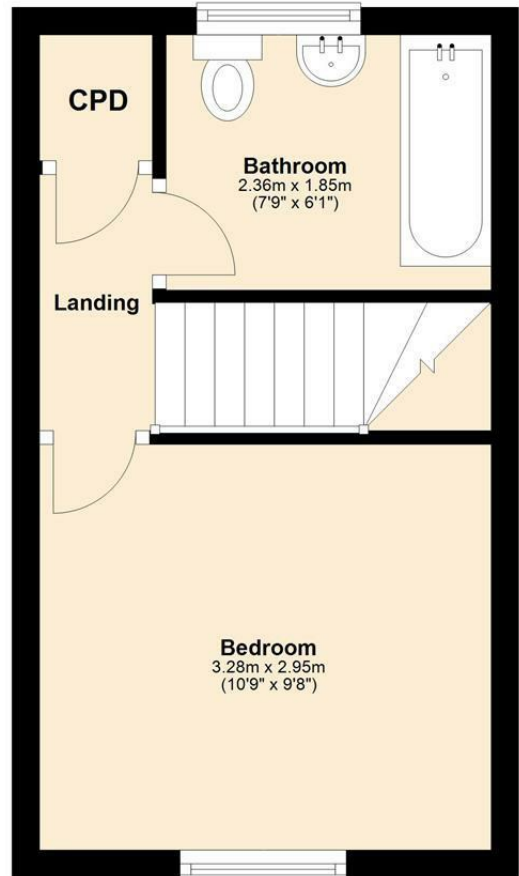 CPD
Bathroom
2.36m x 1.85m
(7'9" x 6'1")
Landing
Bedroom
3.28m x 2.95m
(10'9" x 9'8")